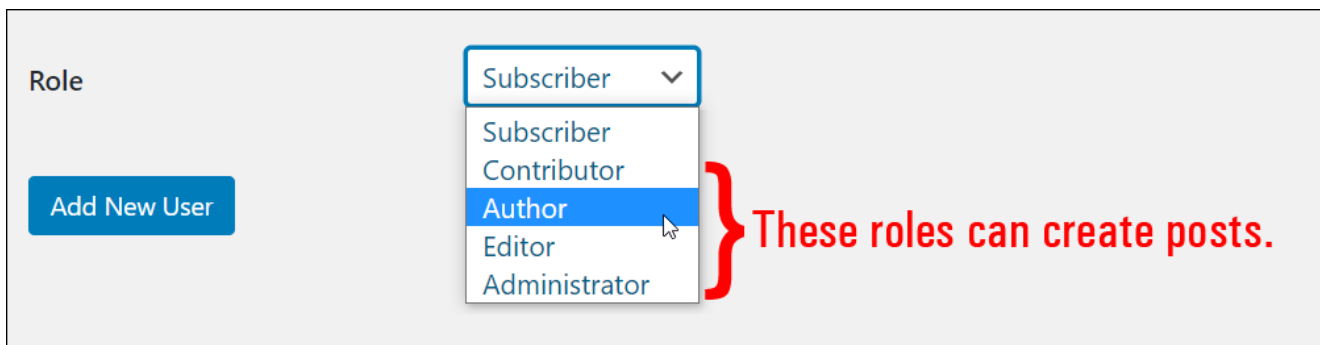 Role
Subscriber
Subscriber
Contributor
Author
Editor
Administrator
Add New User
These roles can create posts.